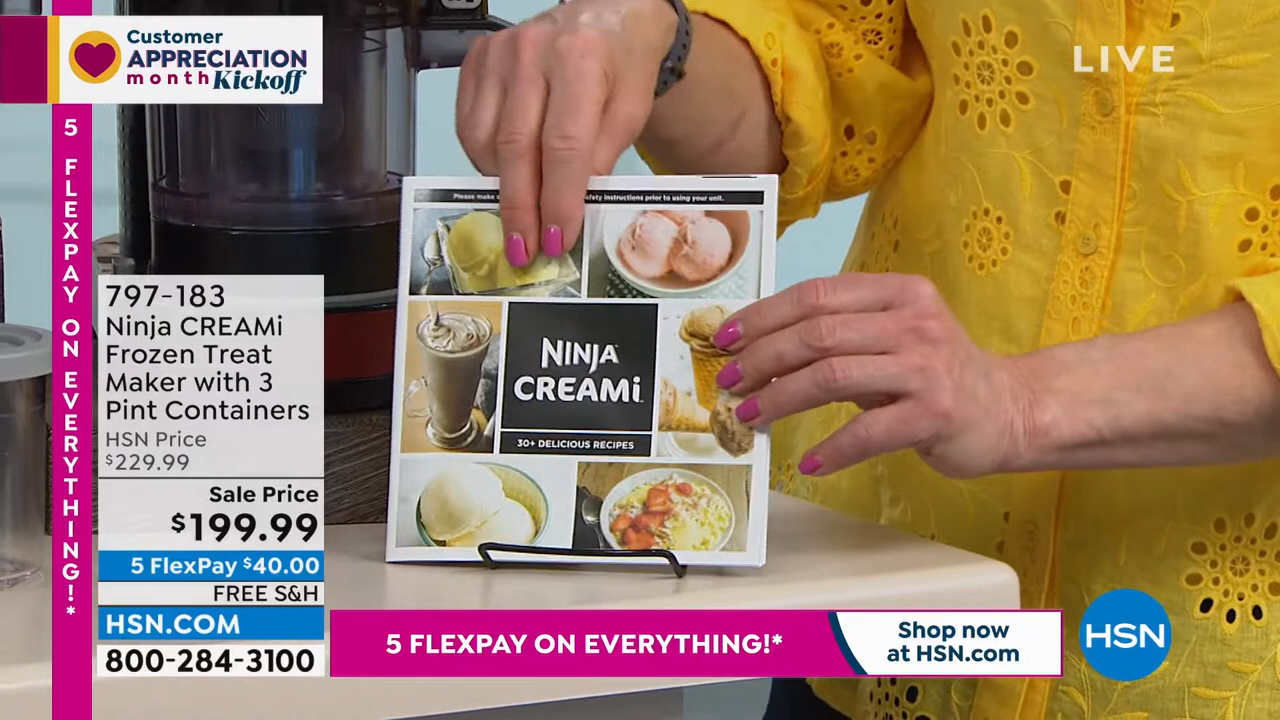 Customer
APPRECIATION
month Kickoff
LIVE
5 FLEXPAY ON EVERYTHING!*
797-183
Ninja CREAMi
Frozen Treat
Maker with 3
Pint Containers
HSN Price
$229.99
Sale Price
$199.99
5 FlexPay $40.00
FREE S&H
HSN.COM
800-284-3100
Please make
afety instructions prior to using your unit.
NINJA
CREAMi
30+ DELICIOUS RECIPES
5 FLEXPAY ON EVERYTHING!*
Shop now
at HSN.com
HSN